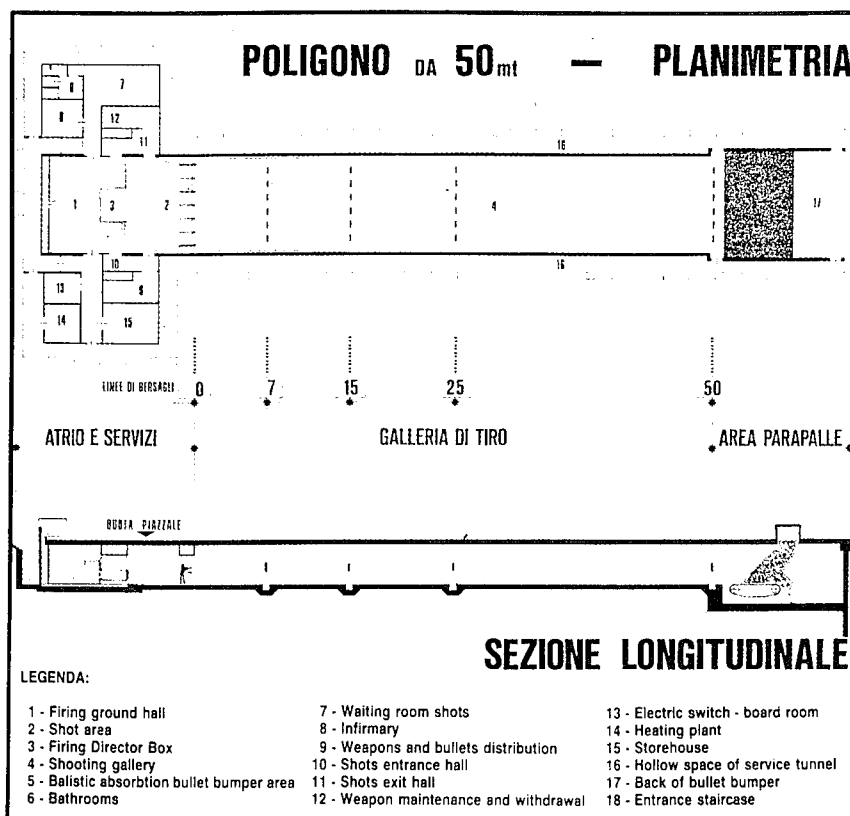 POLIGONO DA 50mt — PLANIMETRIA
7
8
12
11
16
1
3
2
4
17
10
16
13
9
14
15
LINEE DI BERSAGLI 0 7 15 25 50
ATRIO E SERVIZI GALLERIA DI TIRO AREA PARAPALLE
PIAZZALE
SEZIONE LONGITUDINALE
LEGENDA:
1 - Firing ground hall
2 - Shot area
3 - Firing Director Box
4 - Shooting gallery
5 - Balistic absorbtion bullet bumper area
6 - Bathrooms
7 - Waiting room shots
8 - Infirmary
9 - Weapons and bullets distribution
10 - Shots entrance hall
11 - Shots exit hall
12 - Weapon maintenance and withdrawal
13 - Electric switch - board room
14 - Heating plant
15 - Storehouse
16 - Hollow space of service tunnel
17 - Back of bullet bumper
18 - Entrance staircase